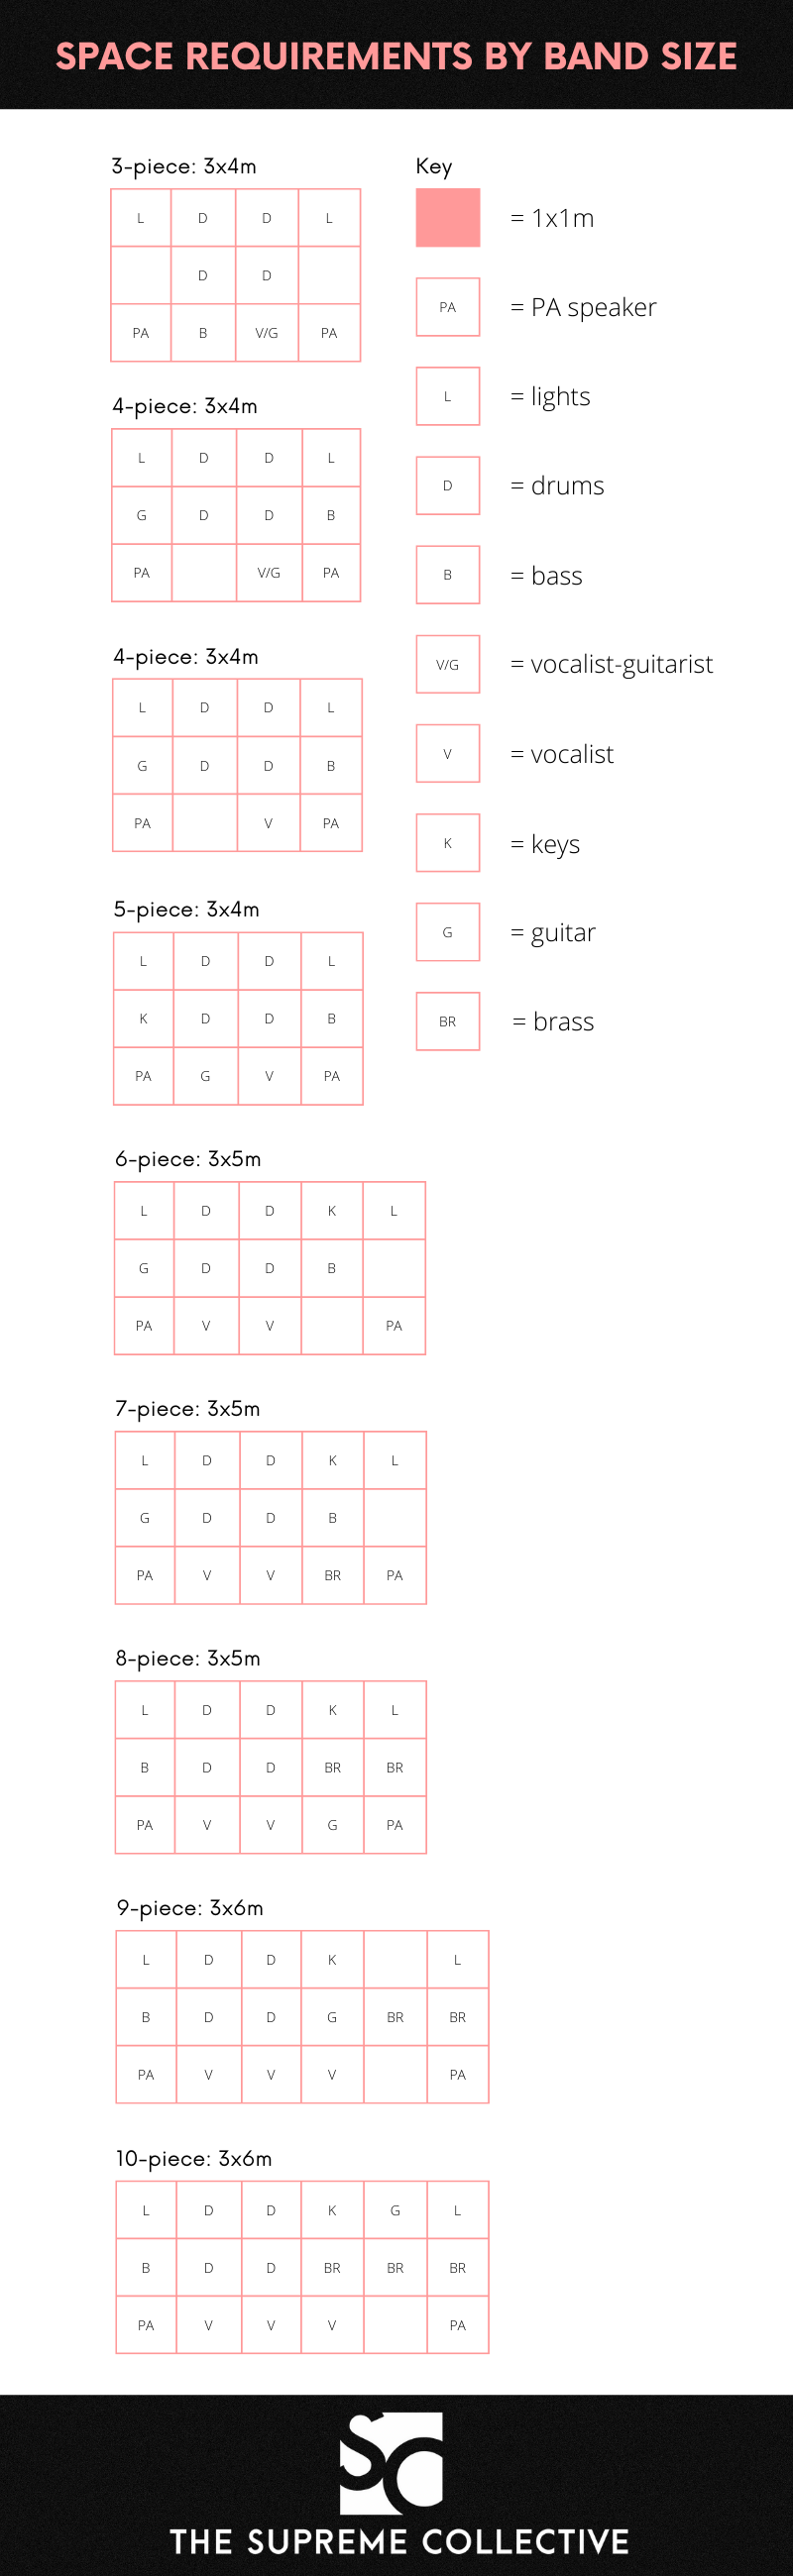 SPACE REQUIREMENTS BY BAND SIZE
3-piece: 3x4m
L D D L
D D
PA B V/G PA
4-piece: 3x4m
L D D L
G D D B
PA V/G PA
4-piece: 3x4m
L D D L
G D D B
PA V PA
5-piece: 3x4m
L D D L
K D D B
PA G V PA
6-piece: 3x5m
L D D K L
G D D B
PA V V PA
7-piece: 3x5m
L D D K L
G D D B
PA V V BR PA
8-piece: 3x5m
L D D K L
B D D BR BR
PA V V G PA
9-piece: 3x6m
L D D K L
B D D G BR BR
PA V V V PA
10-piece: 3x6m
L D D K G L
B D D BR BR BR
PA V V V PA
Key
= 1x1m
PA = PA speaker
L = lights
D = drums
B = bass
V/G = vocalist-guitarist
V = vocalist
K = keys
G = guitar
BR = brass
SC
THE SUPREME COLLECTIVE